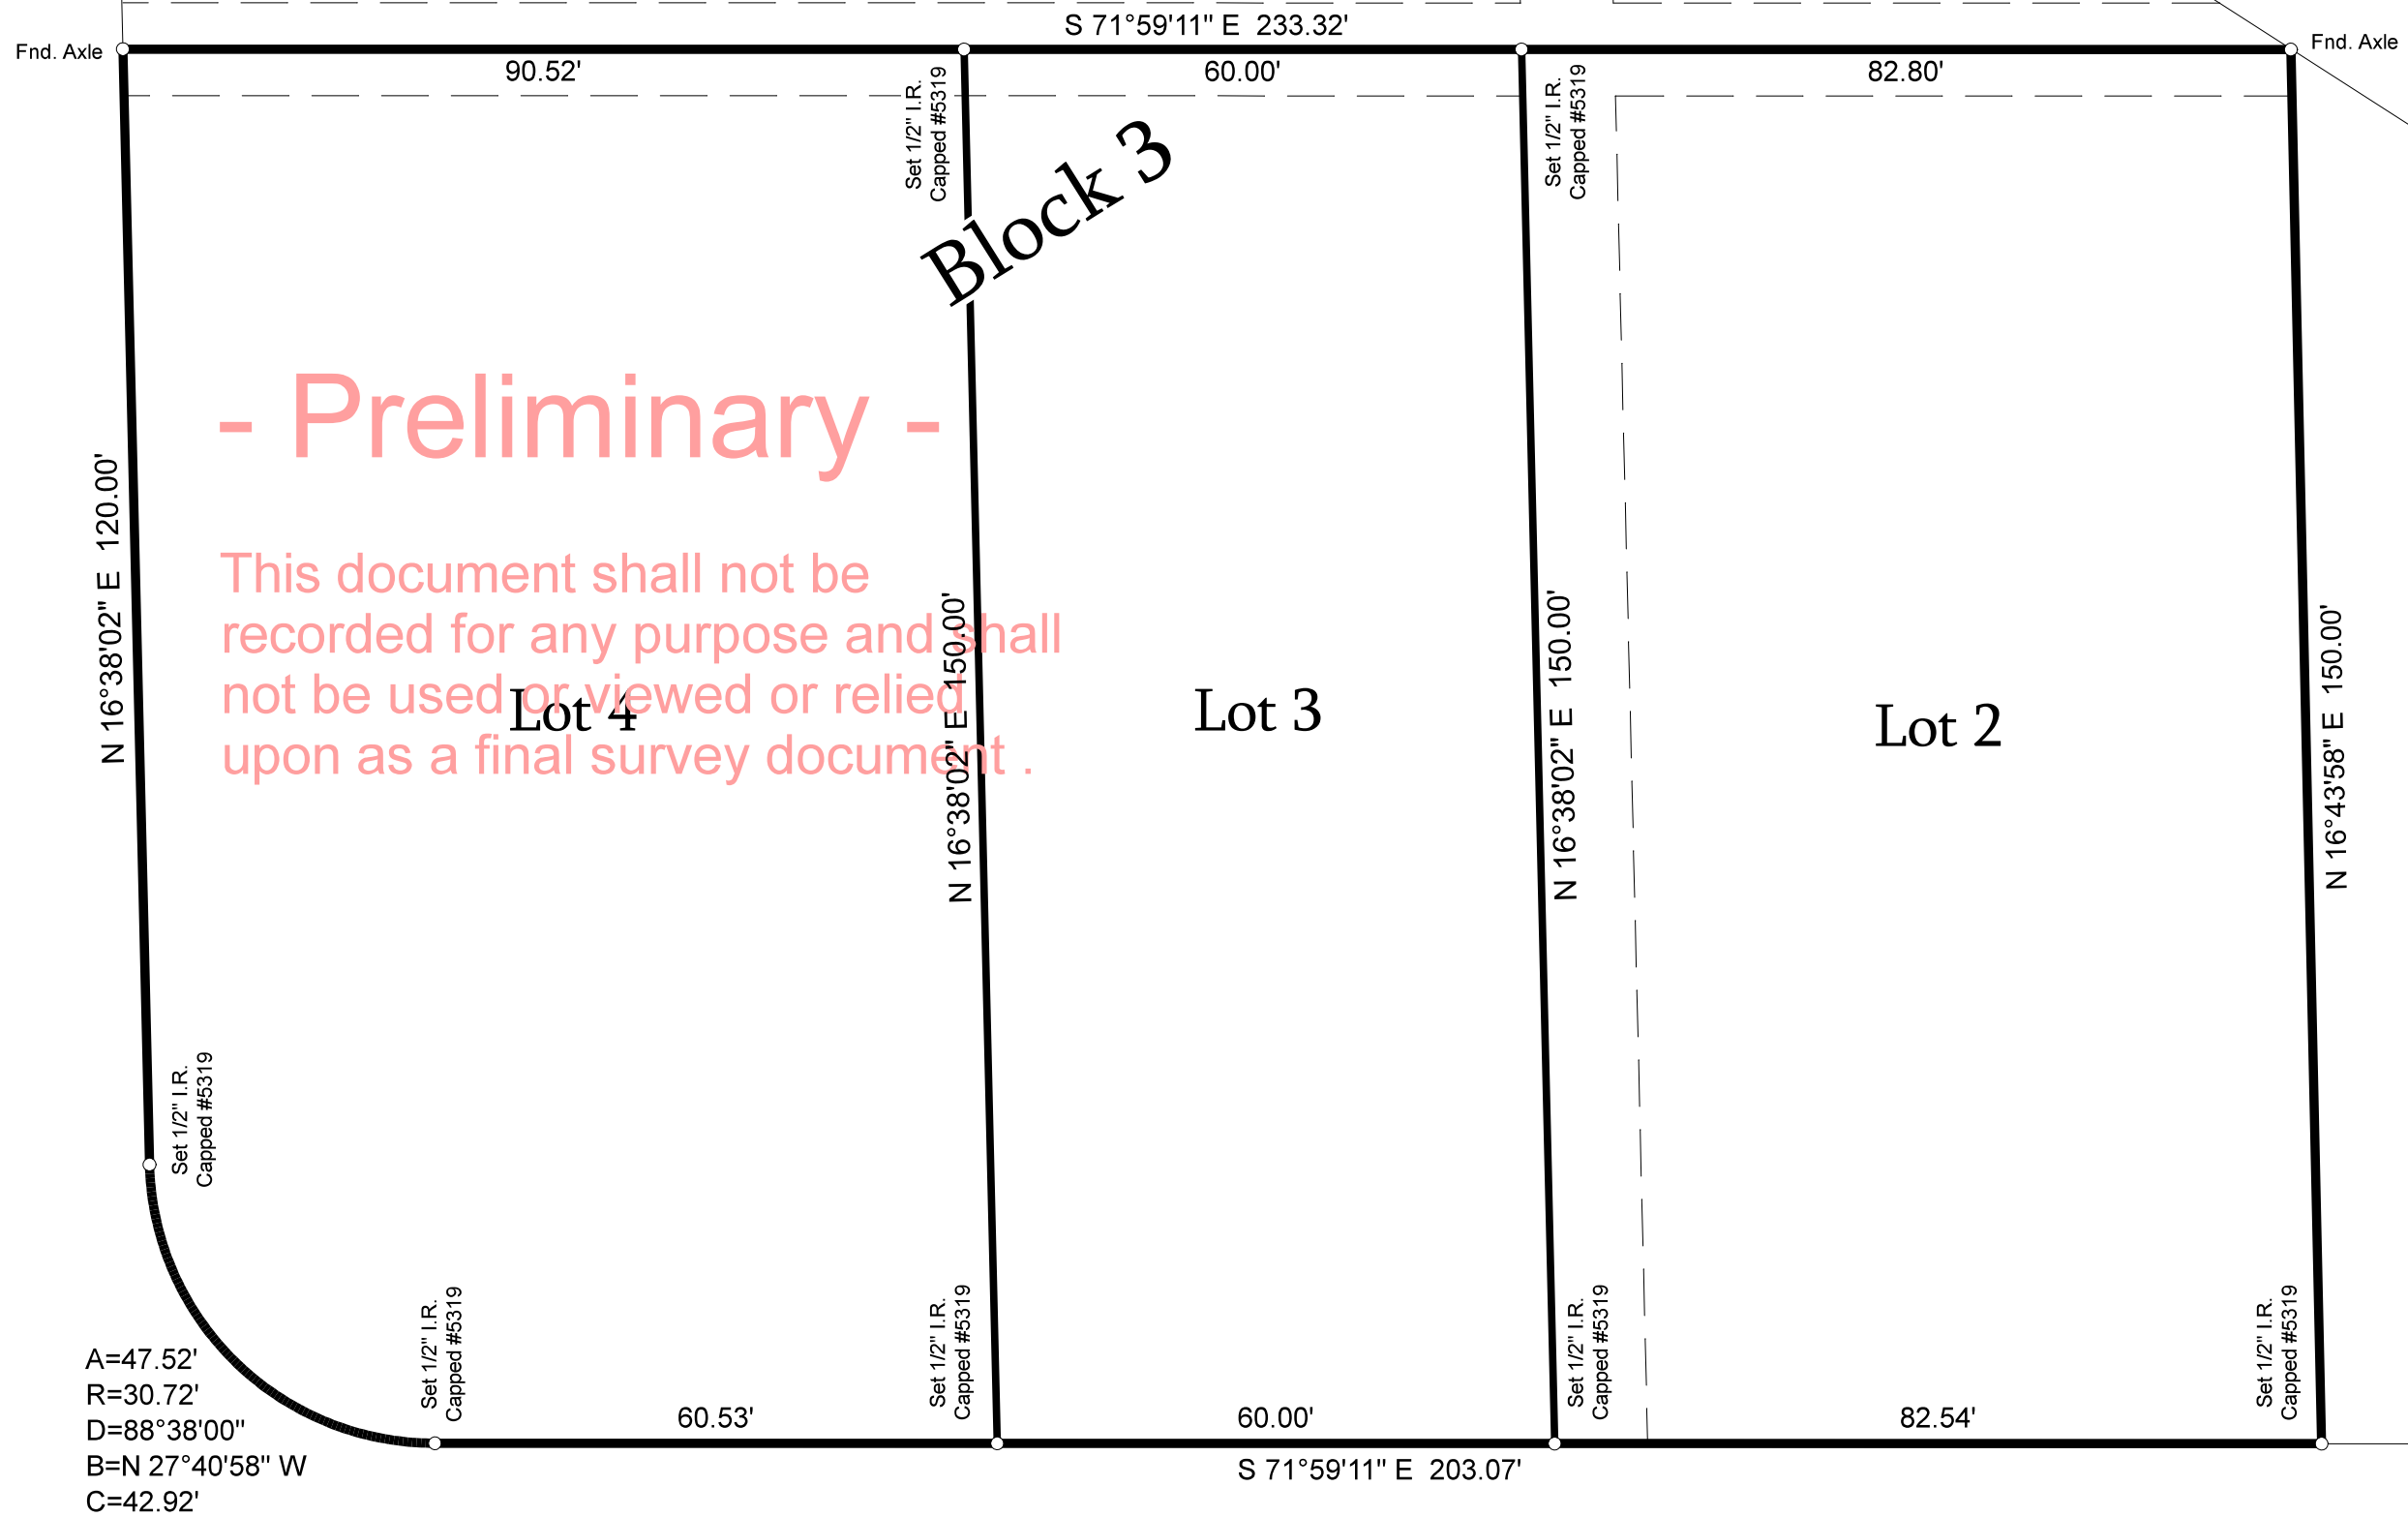 S 71°59'11" E 233.32'
Fnd. Axle
Fnd. Axle
90.52'
60.00'
82.80'
Set 1/2" I.R.
Capped #5319
Set 1/2" I.R.
Capped #5319
Block 3
- Preliminary -
This document shall not be
recorded for any purpose and shall
not be used or viewed or relied
upon as a final survey document .
N 16°38'02" E 120.00'
Lot 4
N 16°38'02" E 150.00'
Lot 3
N 16°38'02" E 150.00'
Lot 2
N 16°43'58" E 150.00'
Set 1/2" I.R.
Capped #5319
Set 1/2" I.R.
Capped #5319
Set 1/2" I.R.
Capped #5319
Set 1/2" I.R.
Capped #5319
Set 1/2" I.R.
Capped #5319
A=47.52'
R=30.72'
D=88°38'00"
B=N 27°40'58" W
C=42.92'
60.53'
60.00'
82.54'
S 71°59'11" E 203.07'